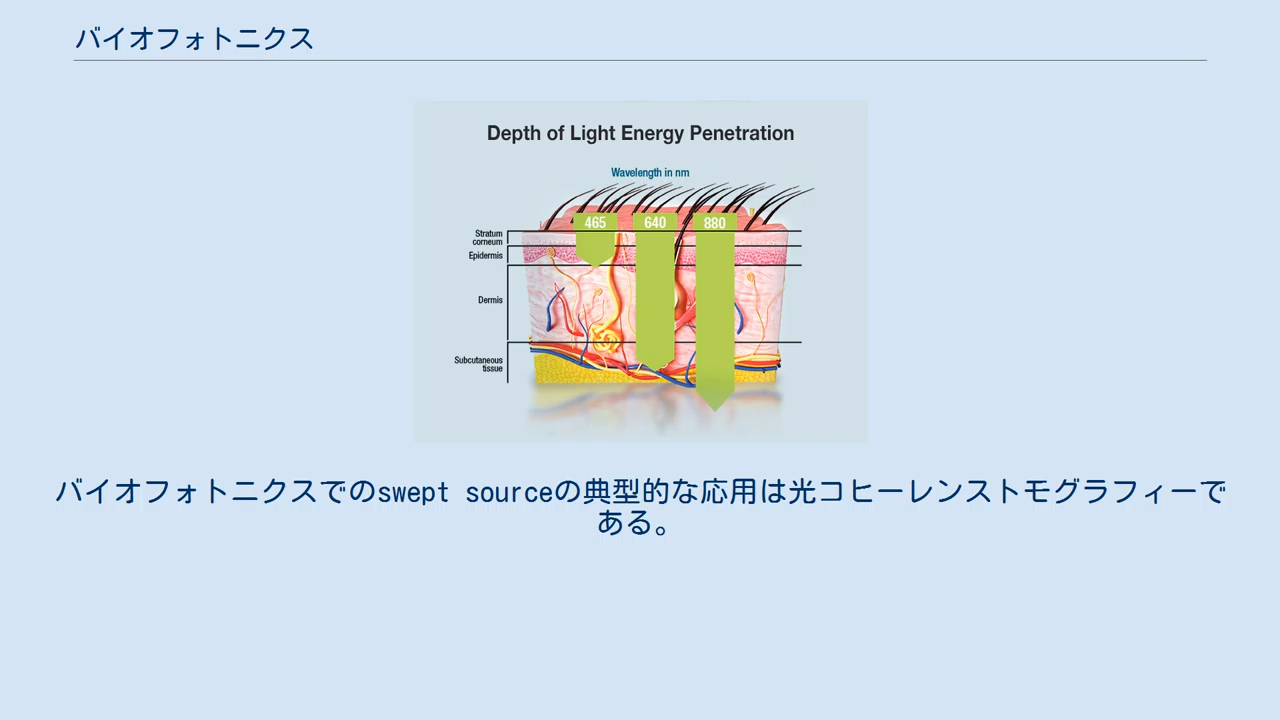 バイオフォトニクス
Depth of Light Energy Penetration
Wavelength in nm
465 640 880
Stratum
corneum
Epidermis
Dermis
Subcutaneous
tissue
バイオフォトニクスでのswept sourceの典型的な応用は光コヒーレンストモグラフィーで
ある。